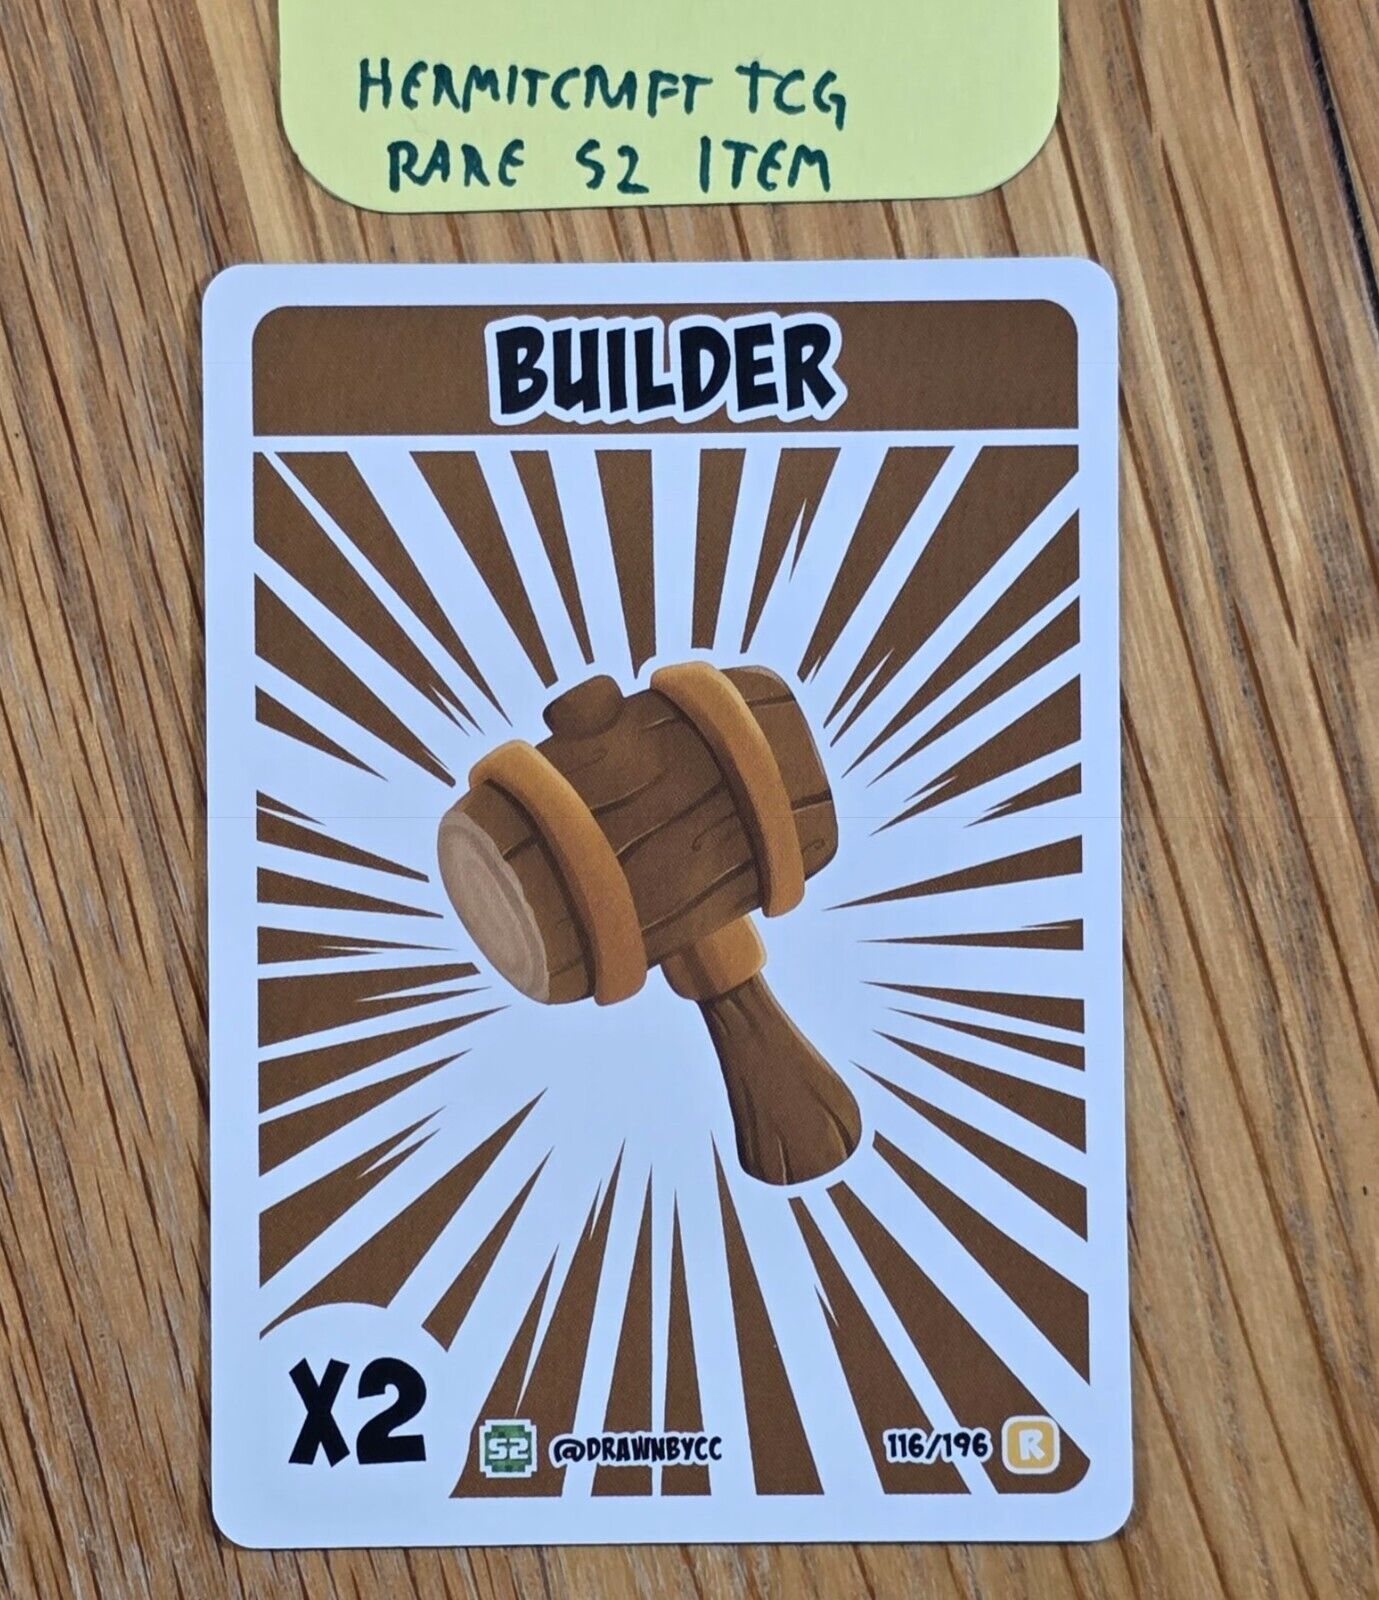 HERMITCRAFT TCG
RARE S2 ITEM
BUILDER
X2
S2 @DRAWNBYCC 116/196 R